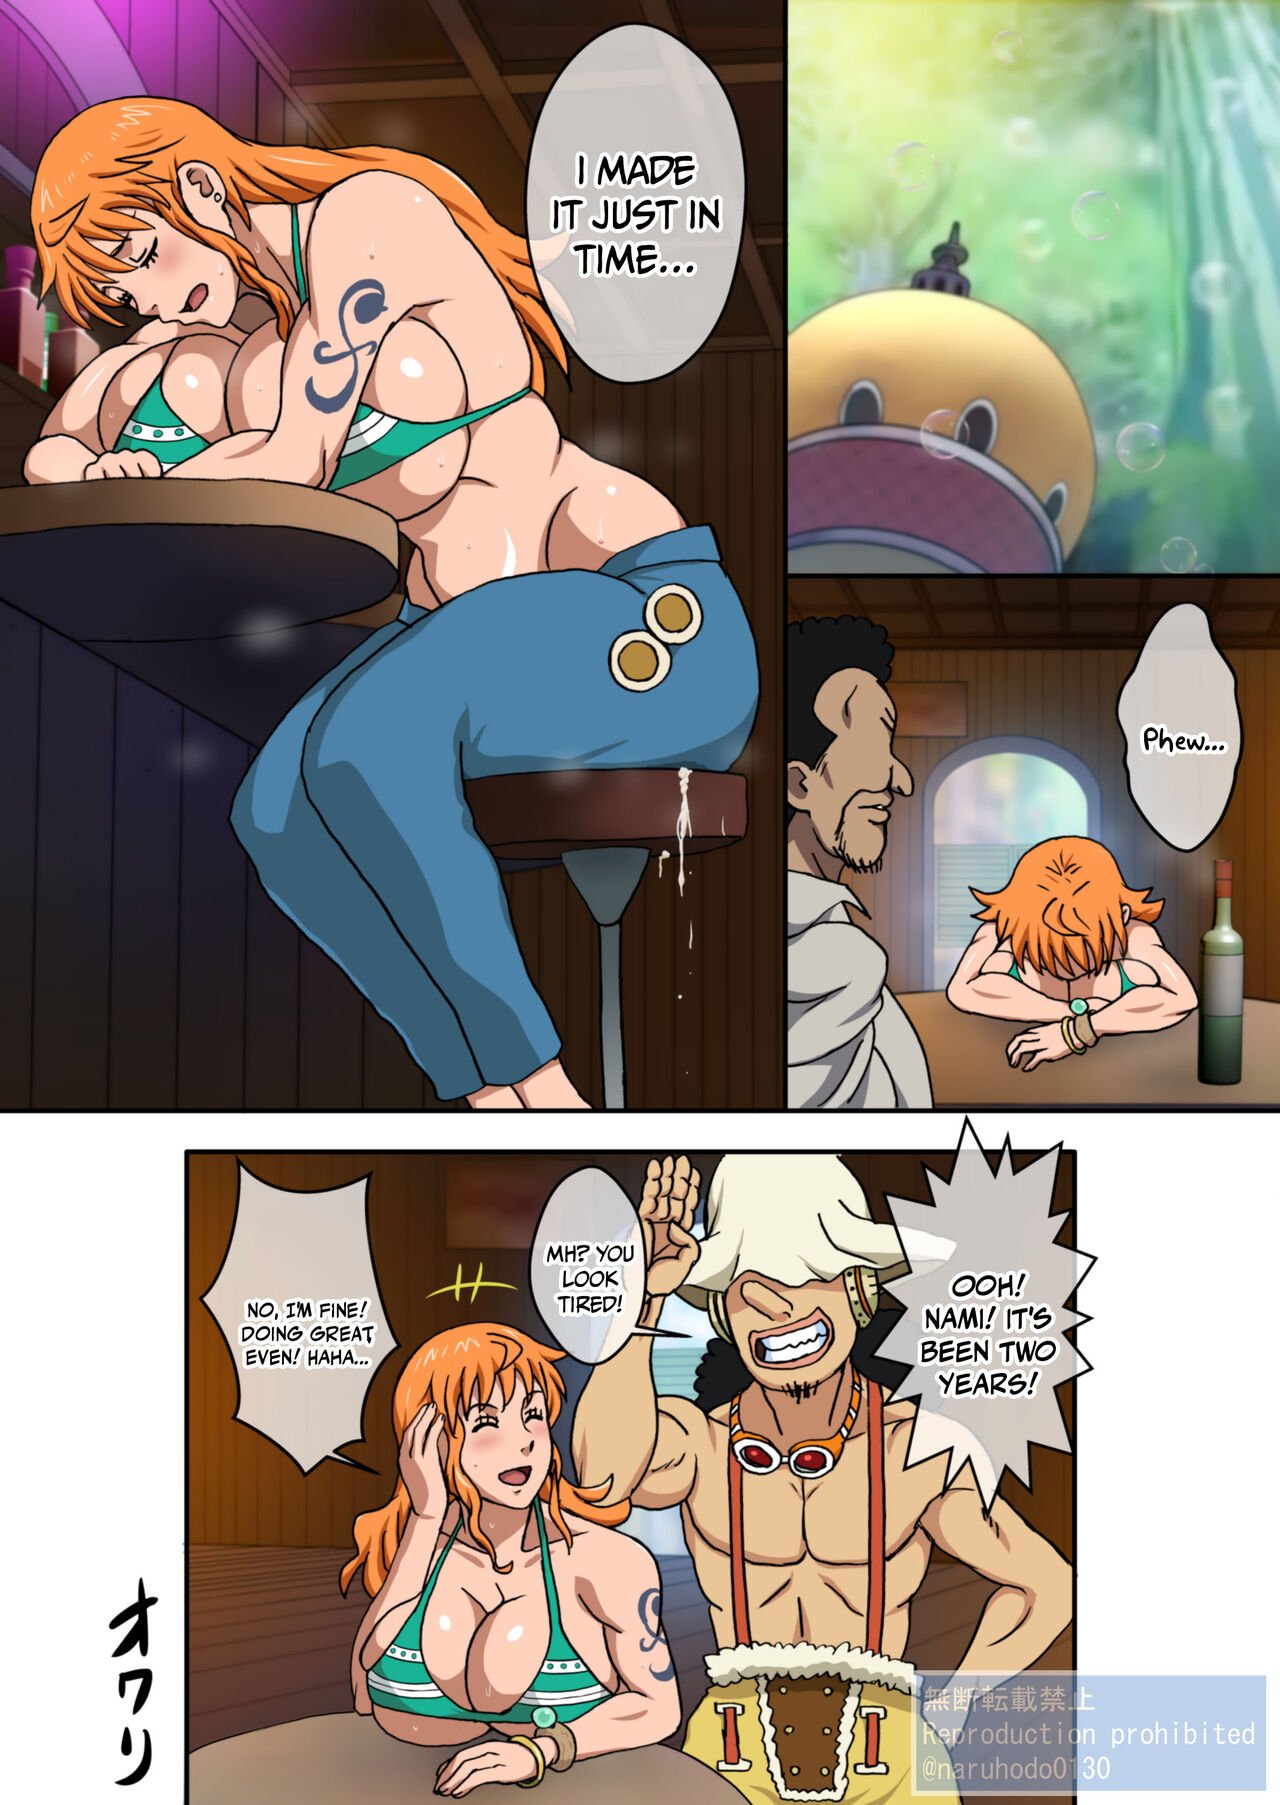 Phew...
I MADE
IT JUST IN
TIME...
OOH!
NAMI! IT'S
BEEN TWO
YEARS!
MH? YOU
LOOK
TIRED!
NO, I'M FINE!
DOING GREAT,
EVEN! HAHA...
オワリ
無断転載禁止
Reproduction prohibited
@naruhodo0130